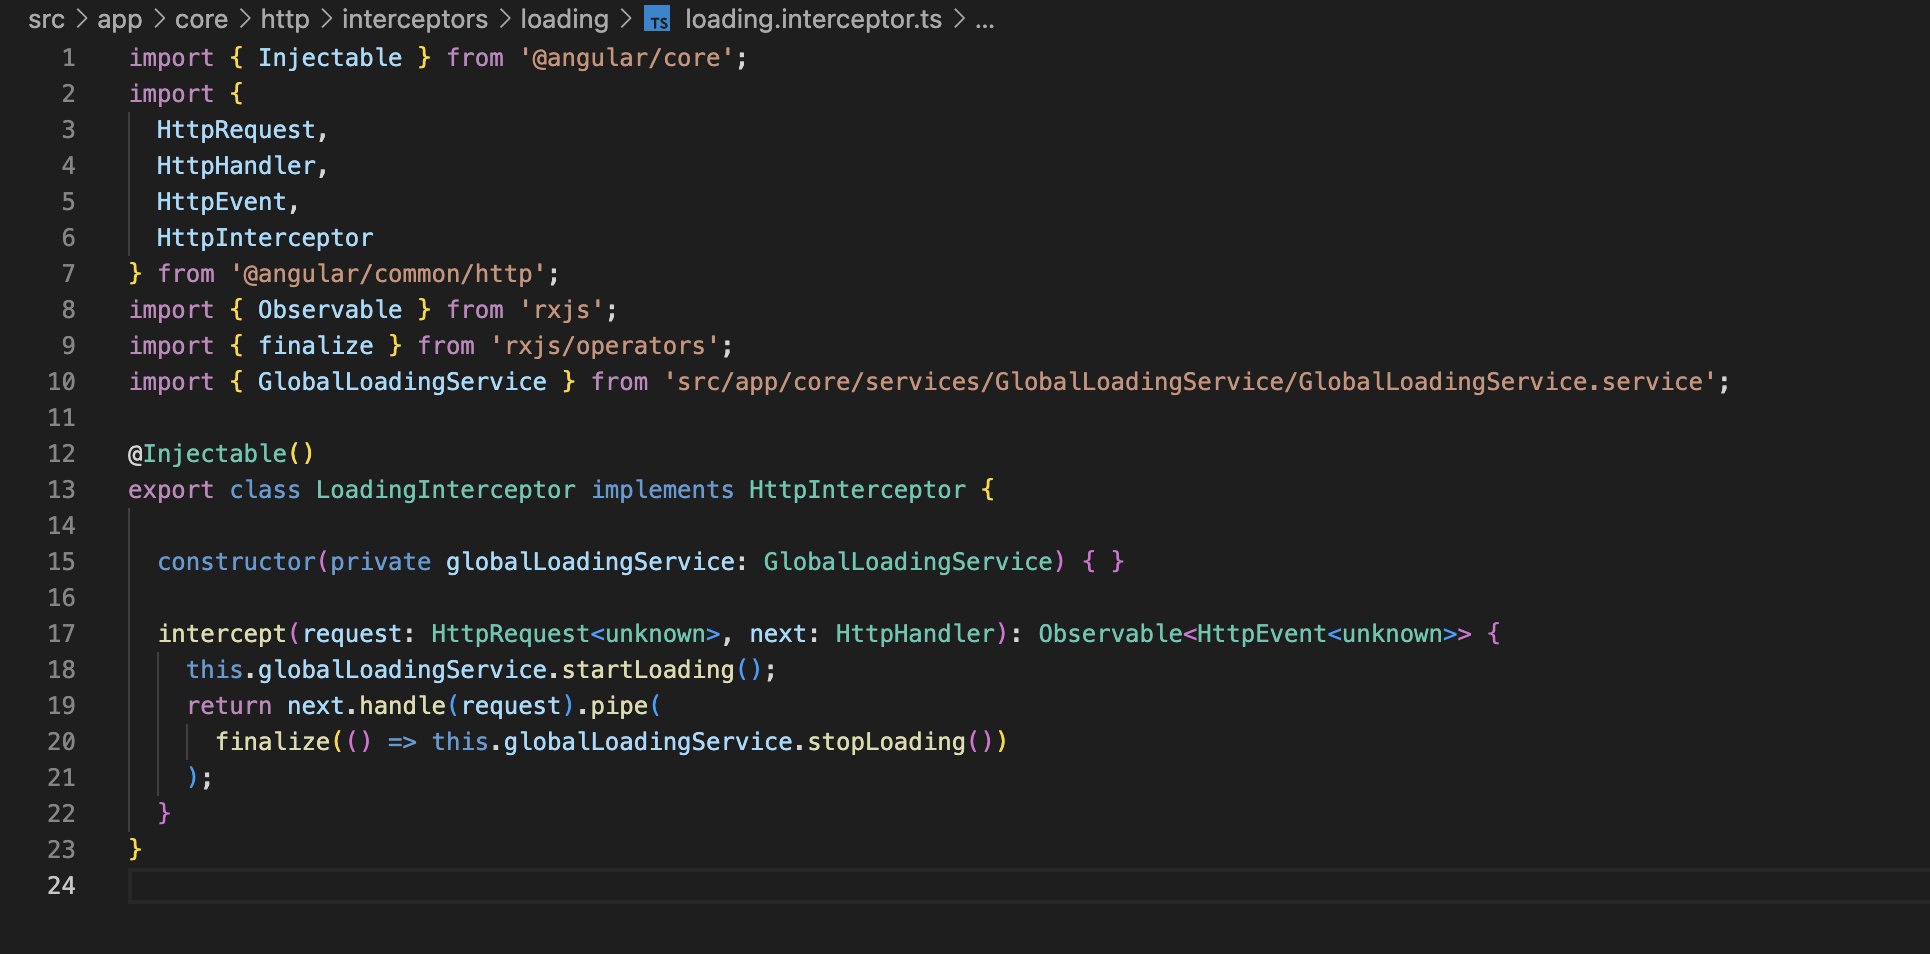 src > app > core > http > interceptors > loading > TS loading.interceptor.ts > ...
1 import { Injectable } from '@angular/core';
2 import {
3   HttpRequest,
4   HttpHandler,
5   HttpEvent,
6   HttpInterceptor
7 } from '@angular/common/http';
8 import { Observable } from 'rxjs';
9 import { finalize } from 'rxjs/operators';
10 import { GlobalLoadingService } from 'src/app/core/services/GlobalLoadingService/GlobalLoadingService.service';
11
12 @Injectable()
13 export class LoadingInterceptor implements HttpInterceptor {
14
15   constructor(private globalLoadingService: GlobalLoadingService) { }
16
17   intercept(request: HttpRequest<unknown>, next: HttpHandler): Observable<HttpEvent<unknown>> {
18     this.globalLoadingService.startLoading();
19     return next.handle(request).pipe(
20       finalize(() => this.globalLoadingService.stopLoading())
21     );
22   }
23 }
24